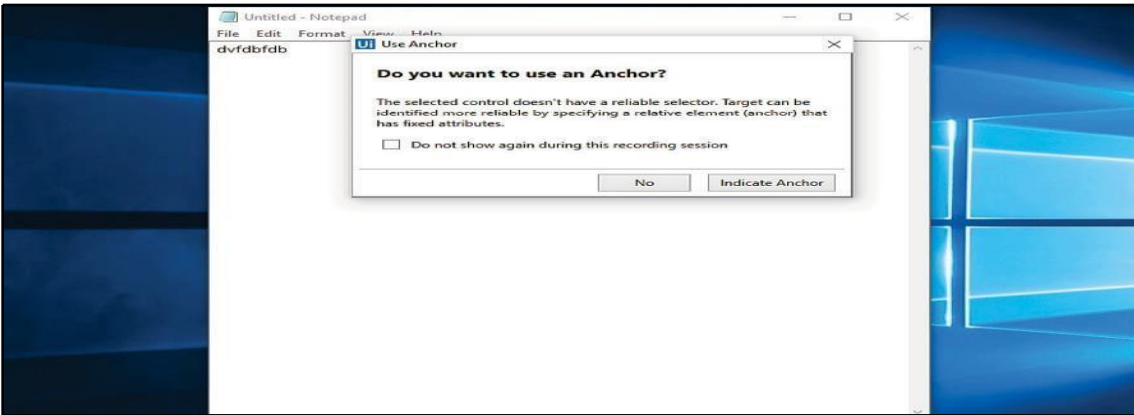 Untitled - Notepad
File Edit Format View Help
dvfdbfdb
Ui Use Anchor
Do you want to use an Anchor?
The selected control doesn't have a reliable selector. Target can be
identified more reliable by specifying a relative element (anchor) that
has fixed attributes.
Do not show again during this recording session
No Indicate Anchor